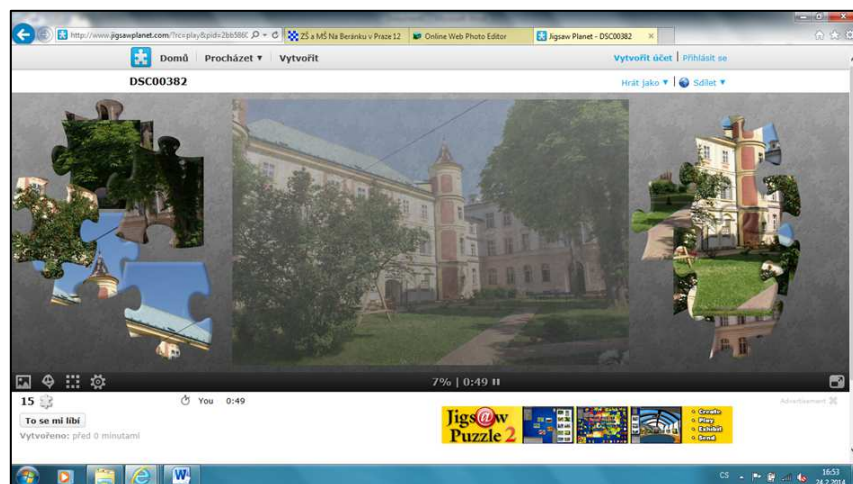 http://www.jigsawplanet.com/?rc=play&pid=2bb586C
ZŠ a MŠ Na Beránku v Praze 12
Online Web Photo Editor
Jigsaw Planet - DSC00382
Domů Procházet Vytvořit
Vytvořit účet Přihlásit se
DSC00382
Hrát jako Sdílet
7% | 0:49
15
You 0:49
Advertisement
To se mi líbí
Vytvořeno: před 0 minutami
Jigs@w
Puzzle 2
Create
Play
Exhibit
Send
CS
16:53
24.2.2014